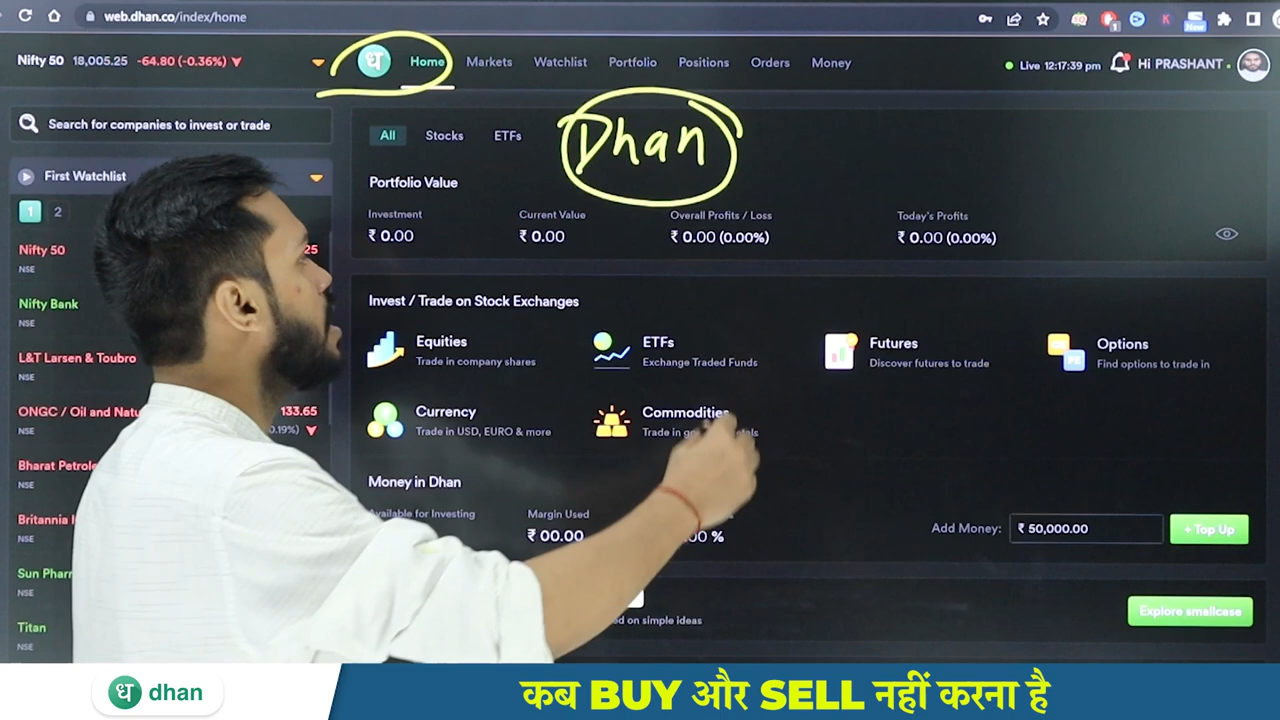 web.dhan.co/index/home
New
Nifty 50 18,005.25 -64.80 (-0.36%)
ध Home Markets Watchlist Portfolio Positions Orders Money
Live 12:17:39 pm
Hi PRASHANT
Search for companies to invest or trade
All Stocks ETFs
Dhan
First Watchlist
1 2
Portfolio Value
Investment Current Value Overall Profits / Loss Today's Profits
₹ 0.00 ₹ 0.00 ₹ 0.00 (0.00%) ₹ 0.00 (0.00%)
Nifty 50 25
NSE
Nifty Bank
NSE
L&T Larsen & Toubro
NSE
ONGC / Oil and 133.65
NSE
Bharat
NSE
Britannia
NSE
Sun
NSE
Titan
NSE
Invest / Trade on Stock Exchanges
Equities
Trade in company shares
ETFs
Exchange Traded Funds
Futures
Discover futures to trade
Options
Find options to trade in
Currency
Trade in USD, EURO & more
Commodities
Trade in
Money in Dhan
Available for Investing Margin Used
₹ 00.00 %
Add Money: ₹ 50,000.00 + Top Up
on simple ideas
Explore smallcase
ध dhan
कब BUY और SELL नहीं करना है